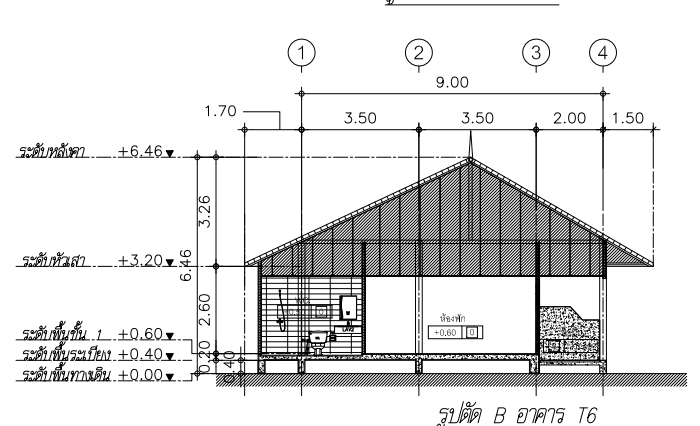 1 2 3 4
9.00
1.70 3.50 3.50 2.00 1.50
ระดับหลังคา +6.46
3.26
6.46
ระดับหัวเสา +3.20
2.60
WC
LAV2
ห้องพัก
+0.60 0
ระดับพื้นชั้น 1 +0.60
ระดับพื้นระเบียง +0.40
0.20
0.40
ระดับพื้นทางเดิน +0.00
รูปตัด B อาคาร T6